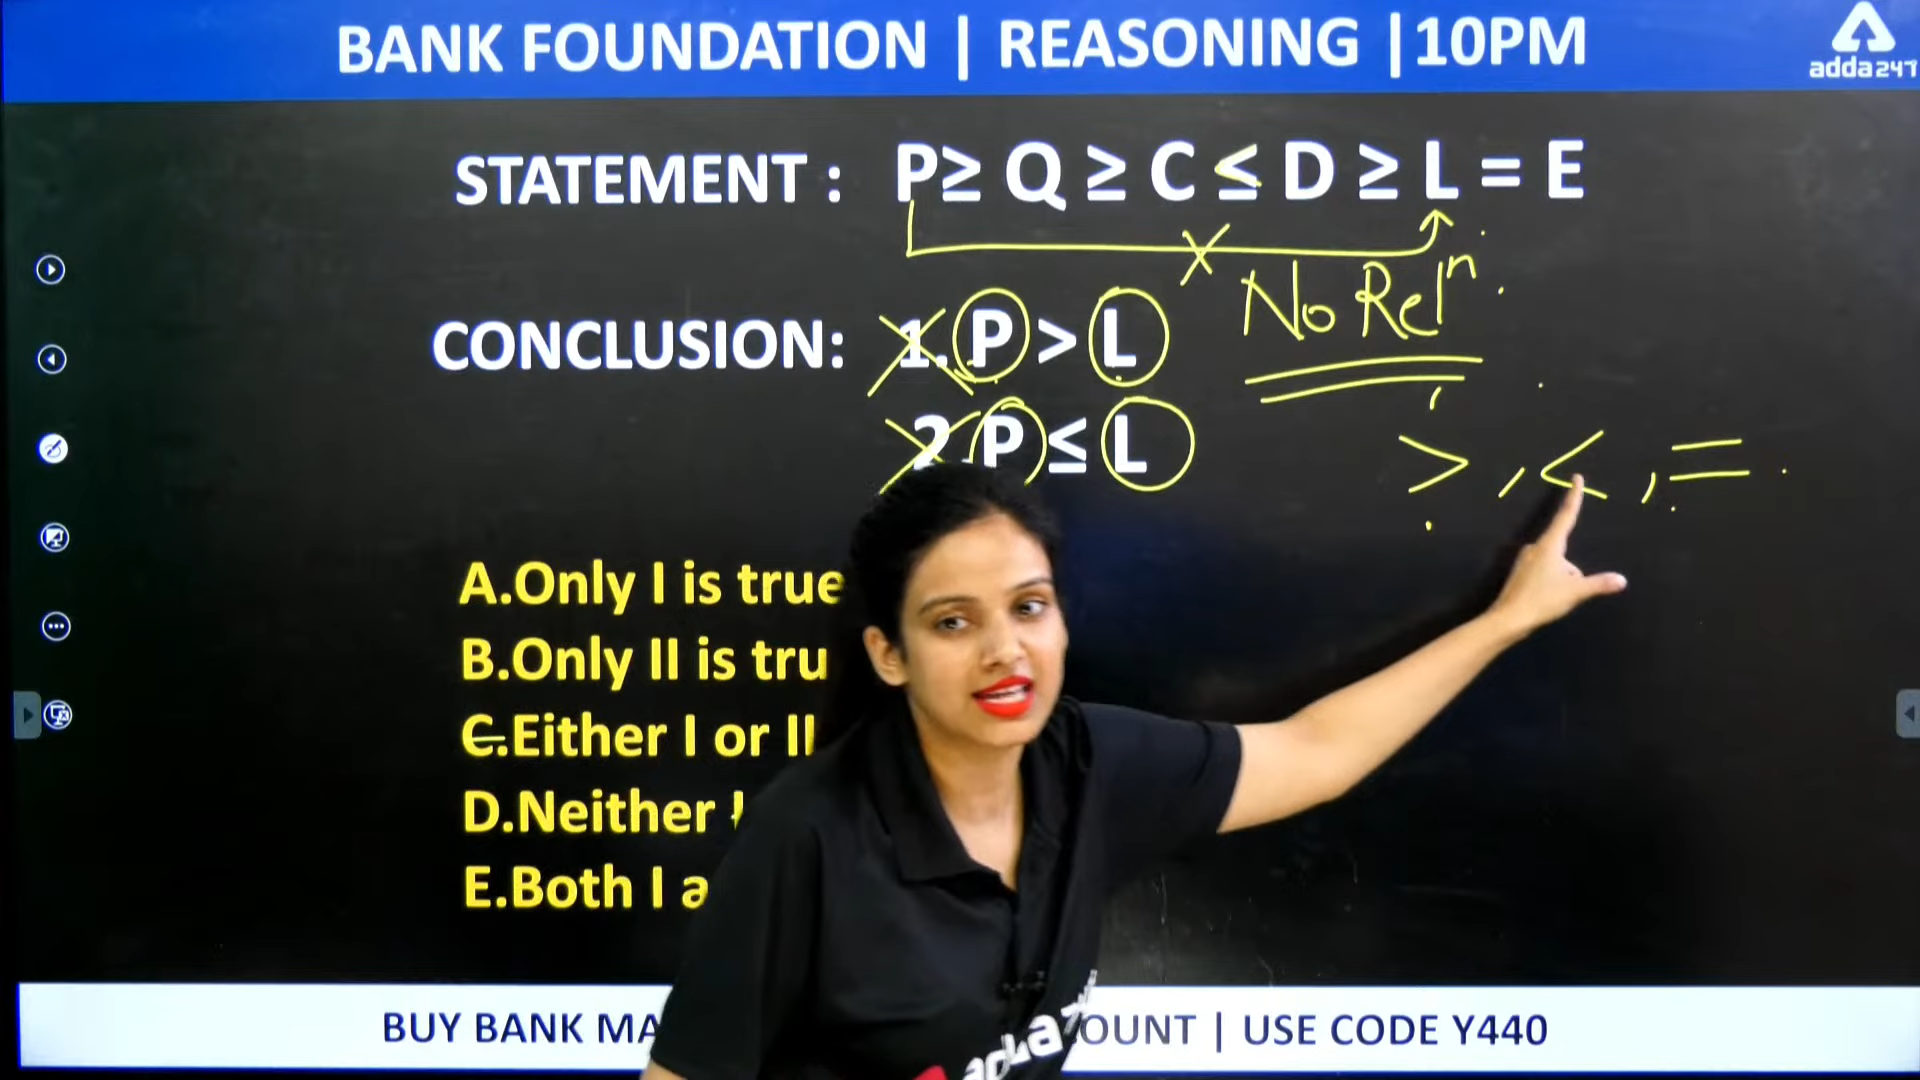 BANK FOUNDATION | REASONING |10PM
adda247
STATEMENT : P≥ Q ≥ C ≤ D ≥ L = E
No Relⁿ
CONCLUSION: 1. P > L
2. P ≤ L
> , < , =
A.Only I is true
B.Only II is tru
C.Either I or II
D.Neither I
E.Both I a
BUY BANK MA OUNT | USE CODE Y440